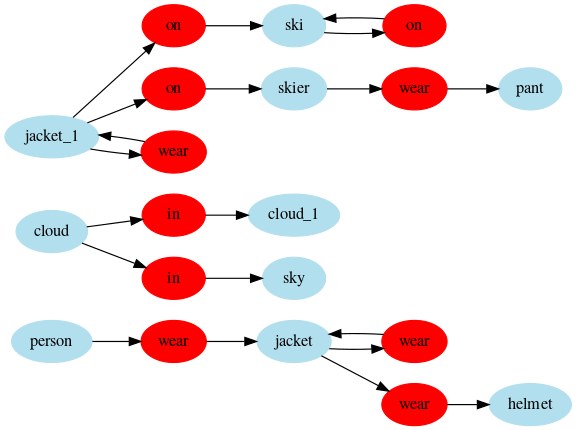 on
ski
on
on
skier
wear
pant
jacket_1
wear
in
cloud_1
cloud
in
sky
person
wear
jacket
wear
wear
helmet